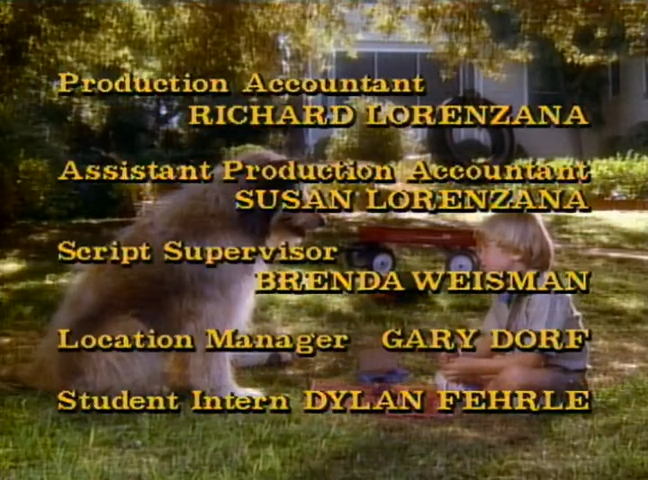 Production Accountant
RICHARD LORENZANA
Assistant Production Accountant
SUSAN LORENZANA
Script Supervisor
BRENDA WEISMAN
Location Manager GARY DORF
Student Intern DYLAN FEHRLE